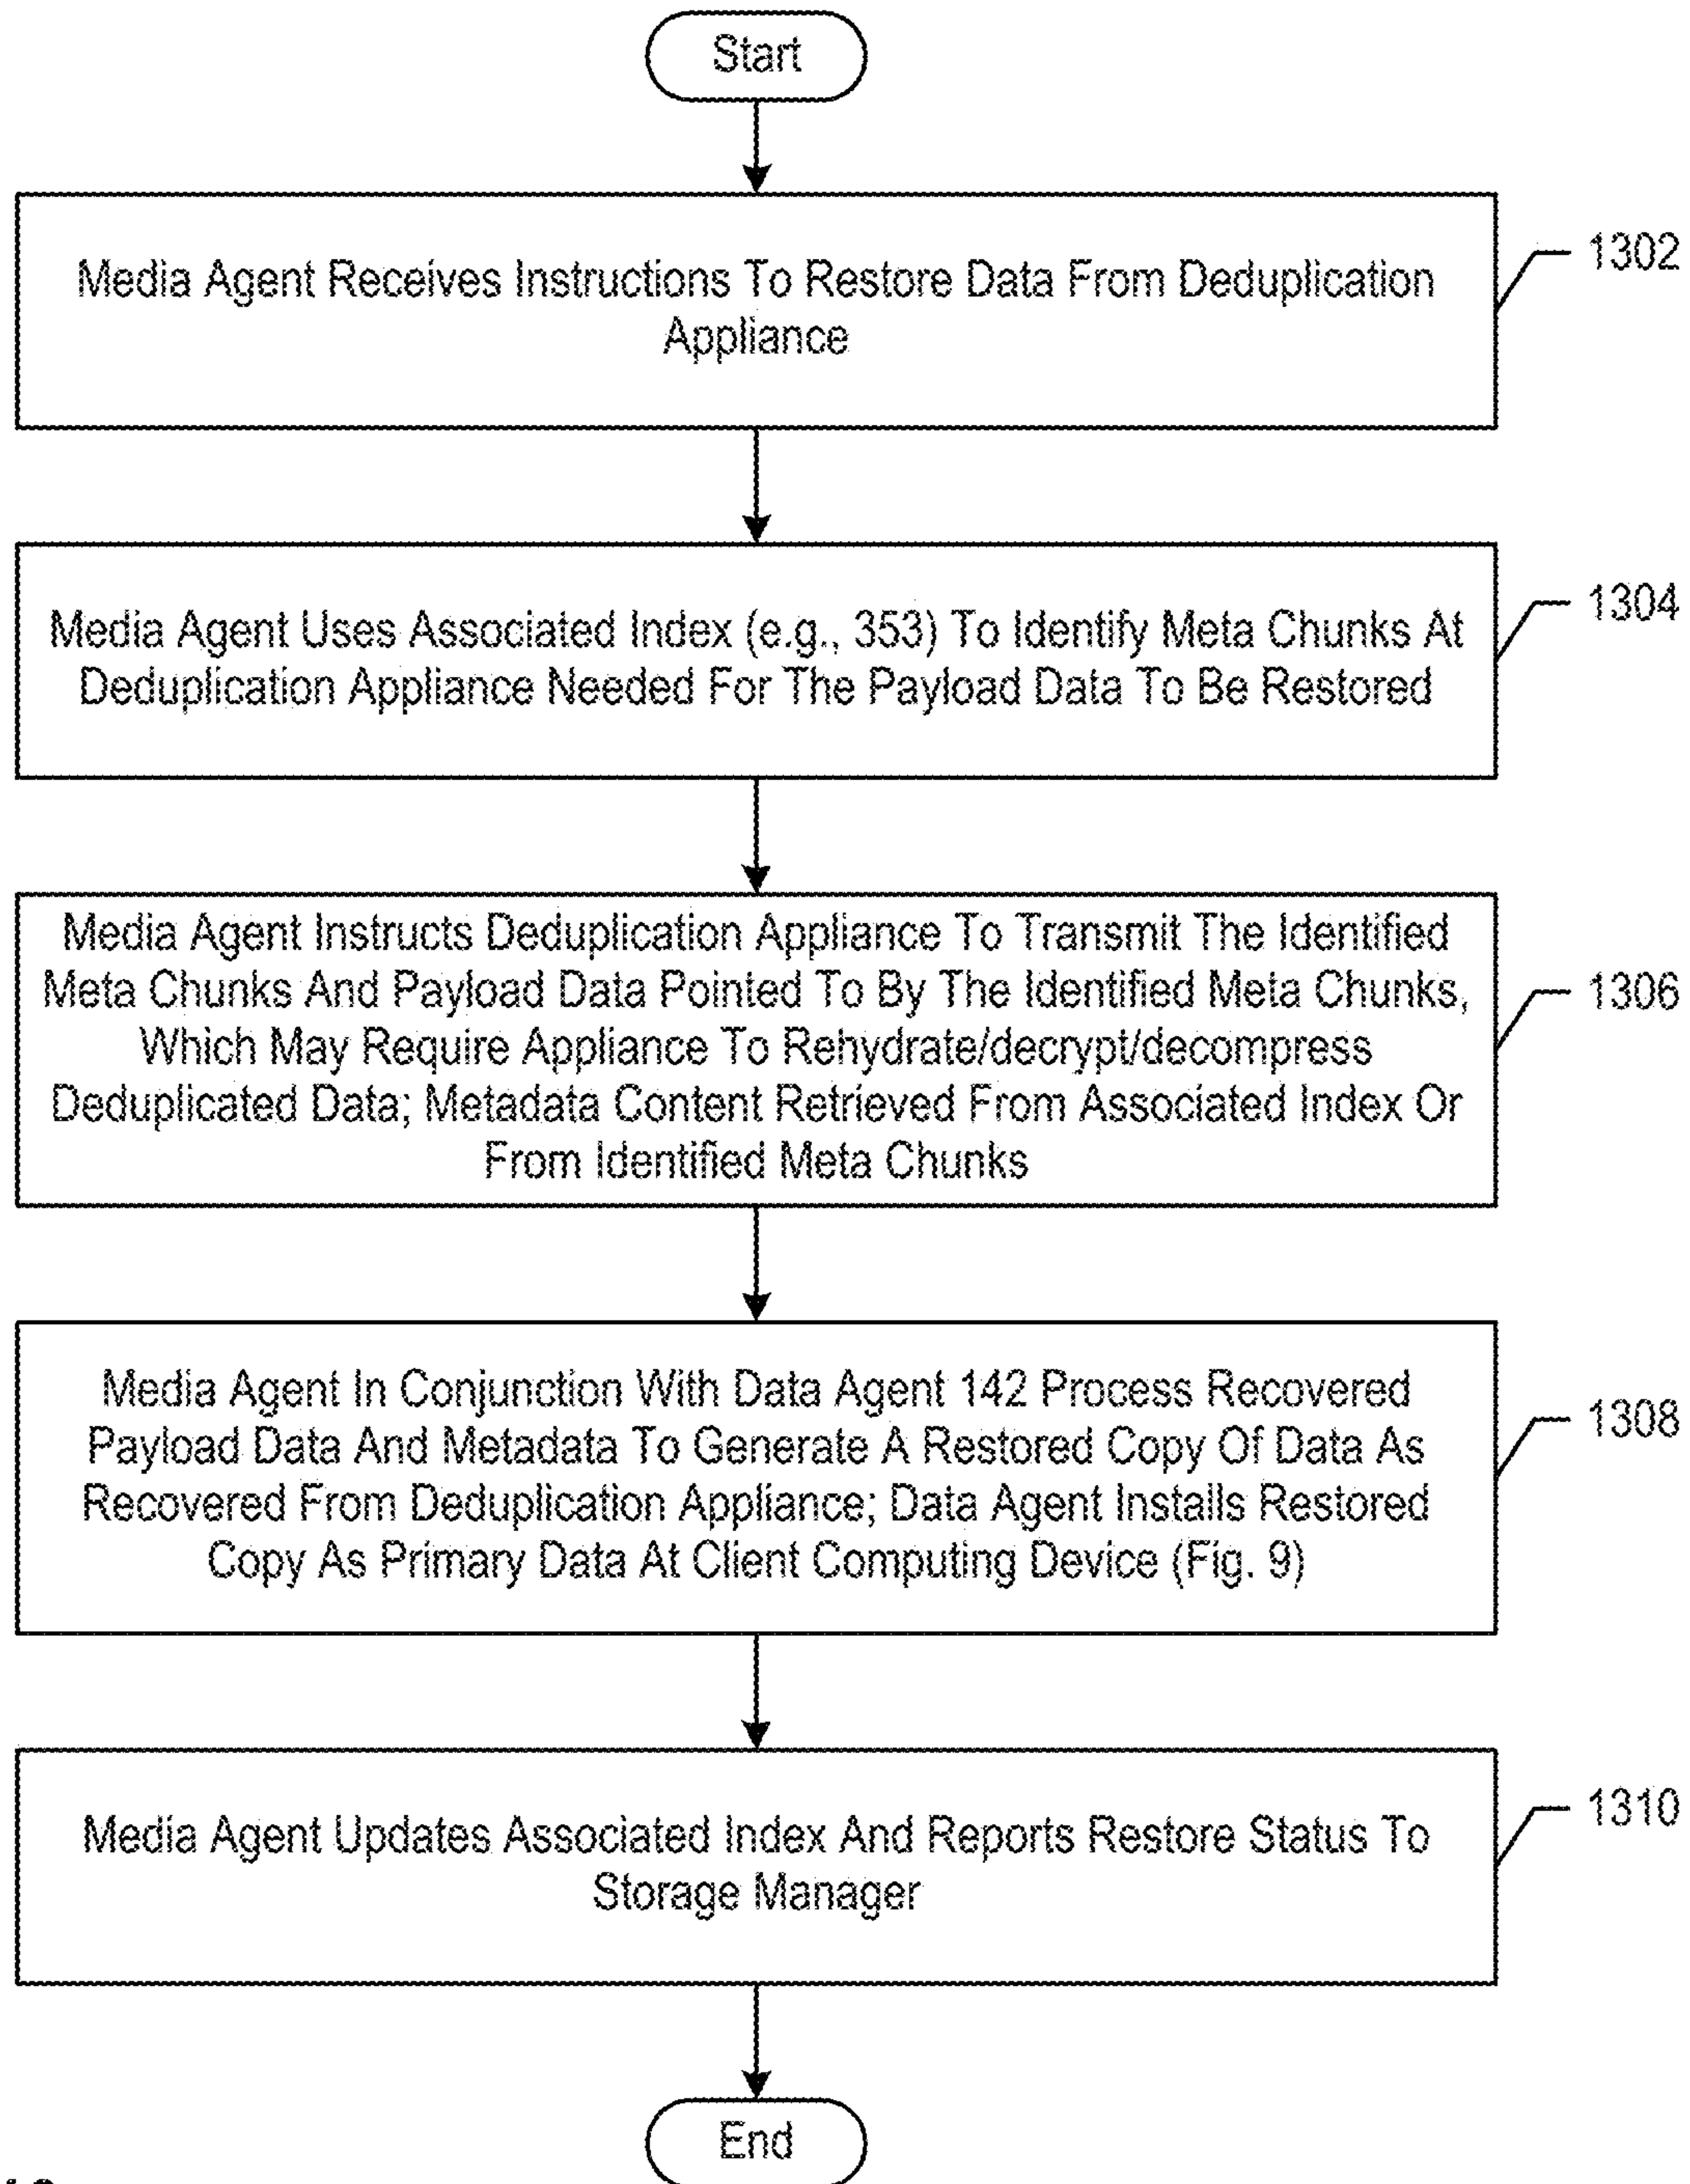 Start
Media Agent Receives Instructions To Restore Data From Deduplication
Appliance
1302
Media Agent Uses Associated Index (e.g., 353) To Identify Meta Chunks At
Deduplication Appliance Needed For The Payload Data To Be Restored
1304
Media Agent Instructs Deduplication Appliance To Transmit The Identified
Meta Chunks And Payload Data Pointed To By The Identified Meta Chunks,
Which May Require Appliance To Rehydrate/decrypt/decompress
Deduplicated Data; Metadata Content Retrieved From Associated Index Or
From Identified Meta Chunks
1306
Media Agent In Conjunction With Data Agent 142 Process Recovered
Payload Data And Metadata To Generate A Restored Copy Of Data As
Recovered From Deduplication Appliance; Data Agent Installs Restored
Copy As Primary Data At Client Computing Device (Fig. 9)
1308
Media Agent Updates Associated Index And Reports Restore Status To
Storage Manager
1310
End